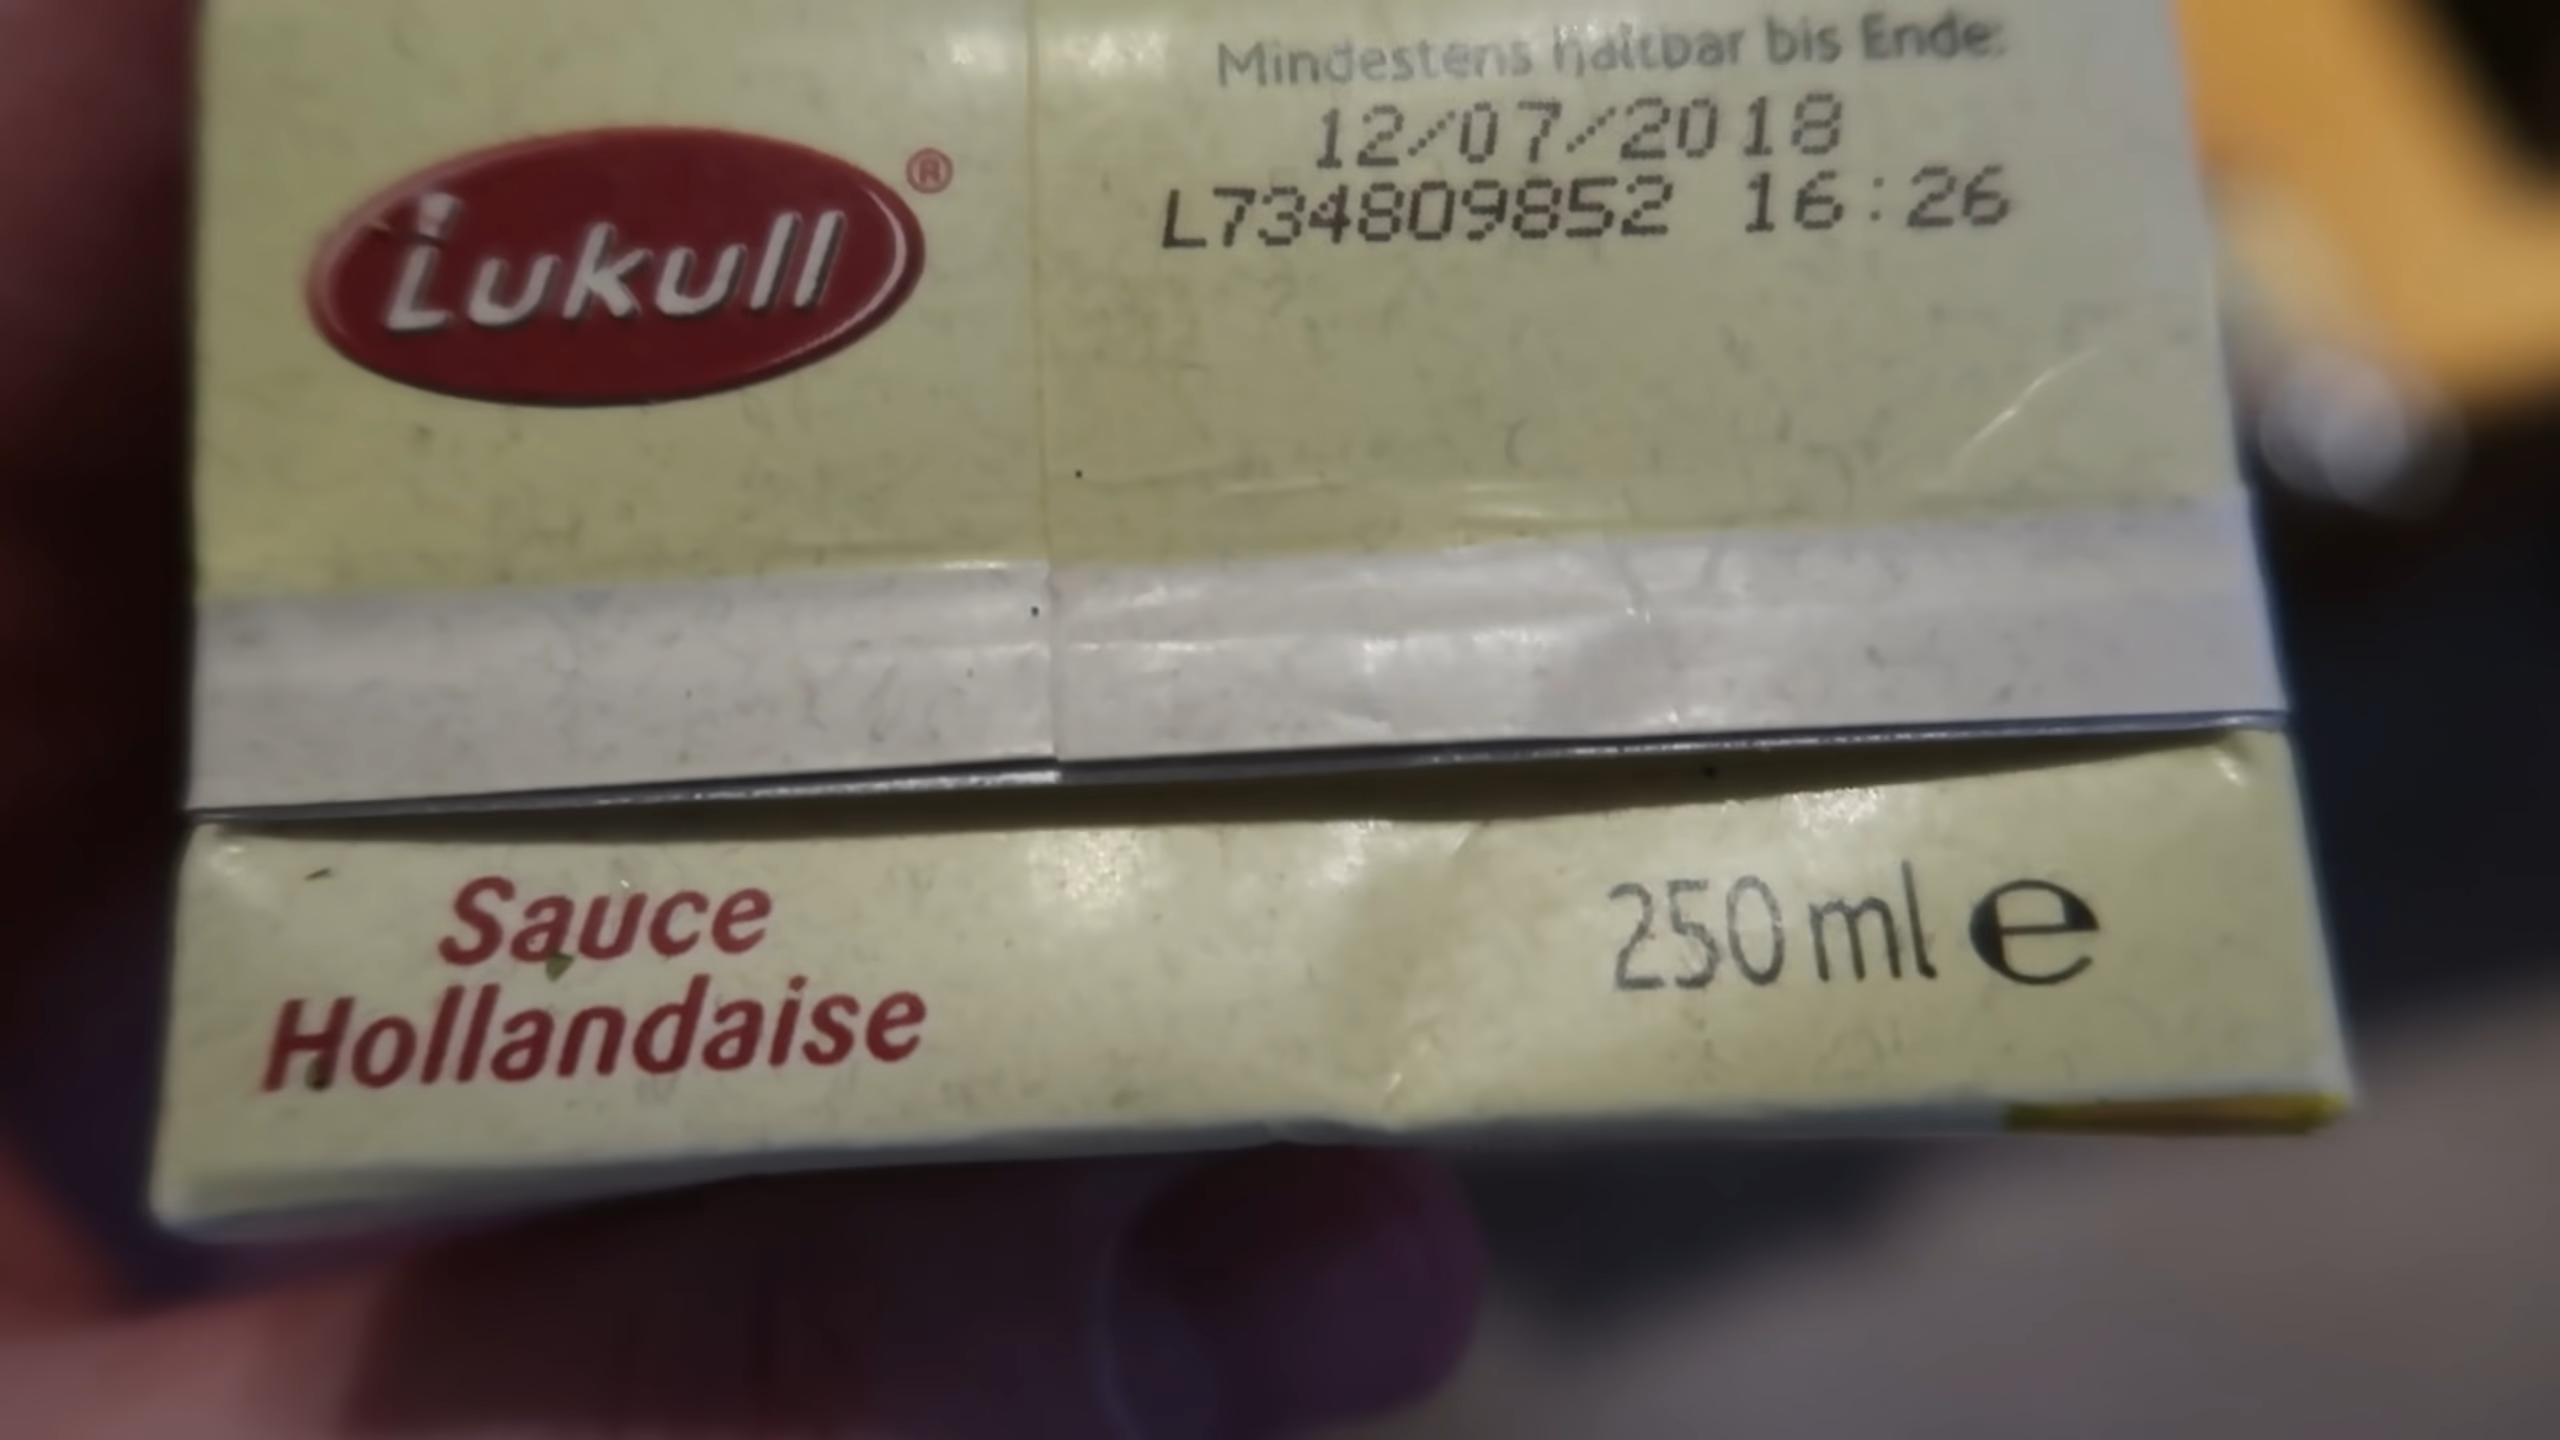 Lukull®
Mindestens haltbar bis Ende:
12/07/2018
L734809852 16:26
Sauce
Hollandaise
250 ml e